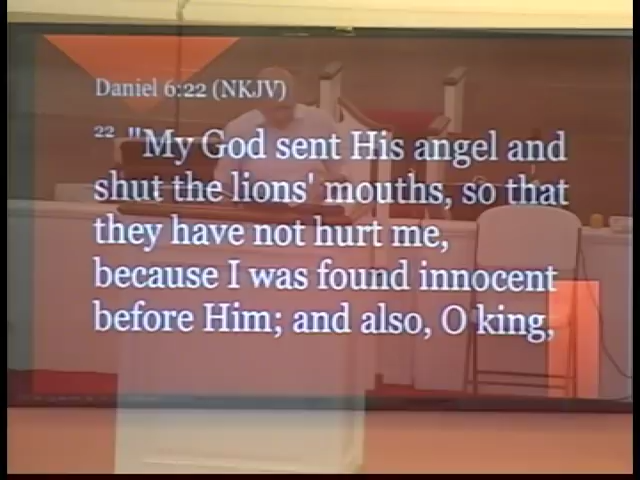 Daniel 6:22 (NKJV)
22 "My God sent His angel and
shut the lions' mouths, so that
they have not hurt me,
because I was found innocent
before Him; and also, O king,